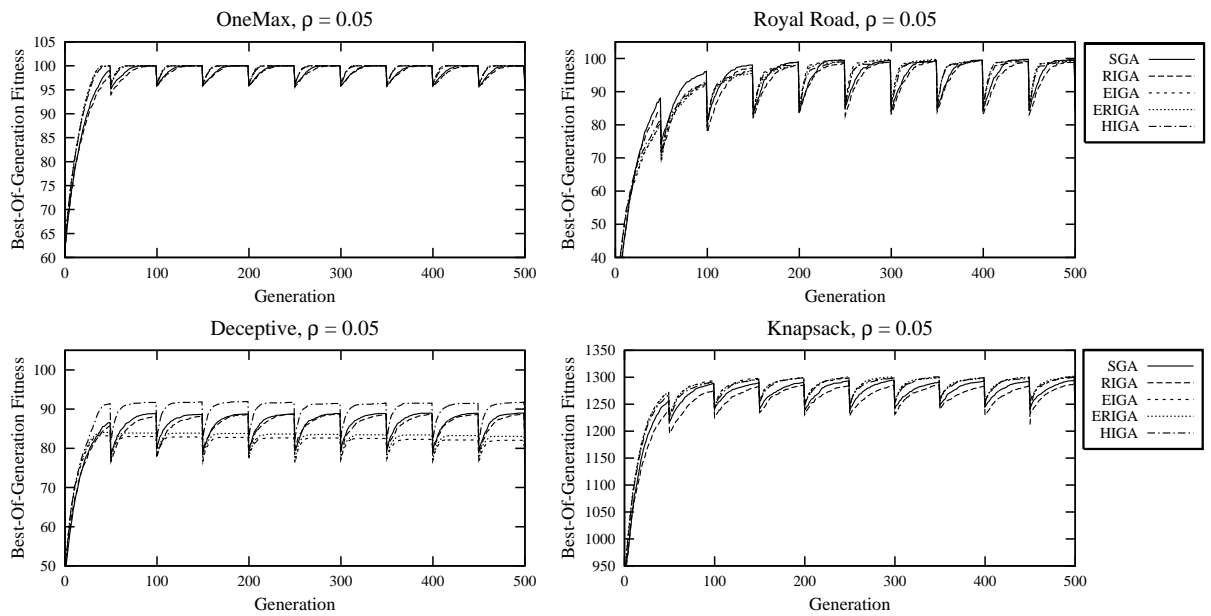 OneMax, ρ = 0.05
Best-Of-Generation Fitness
105
100
95
90
85
80
75
70
65
60
0 100 200 300 400 500
Generation
Royal Road, ρ = 0.05
Best-Of-Generation Fitness
100
90
80
70
60
50
40
0 100 200 300 400 500
Generation
SGA
RIGA
EIGA
ERIGA
HIGA
Deceptive, ρ = 0.05
Best-Of-Generation Fitness
100
90
80
70
60
50
0 100 200 300 400 500
Generation
Knapsack, ρ = 0.05
Best-Of-Generation Fitness
1350
1300
1250
1200
1150
1100
1050
1000
950
0 100 200 300 400 500
Generation
SGA
RIGA
EIGA
ERIGA
HIGA